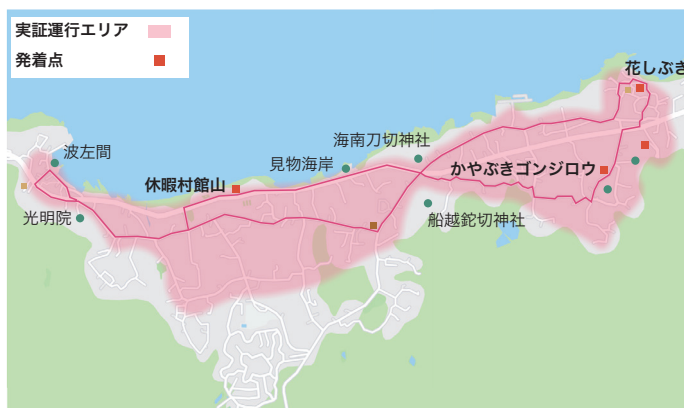 実証運行エリア
発着点
花しぶき
波左間
海南刀切神社
見物海岸
かやぶきゴンジロウ
休暇村館山
光明院
船越鉈切神社